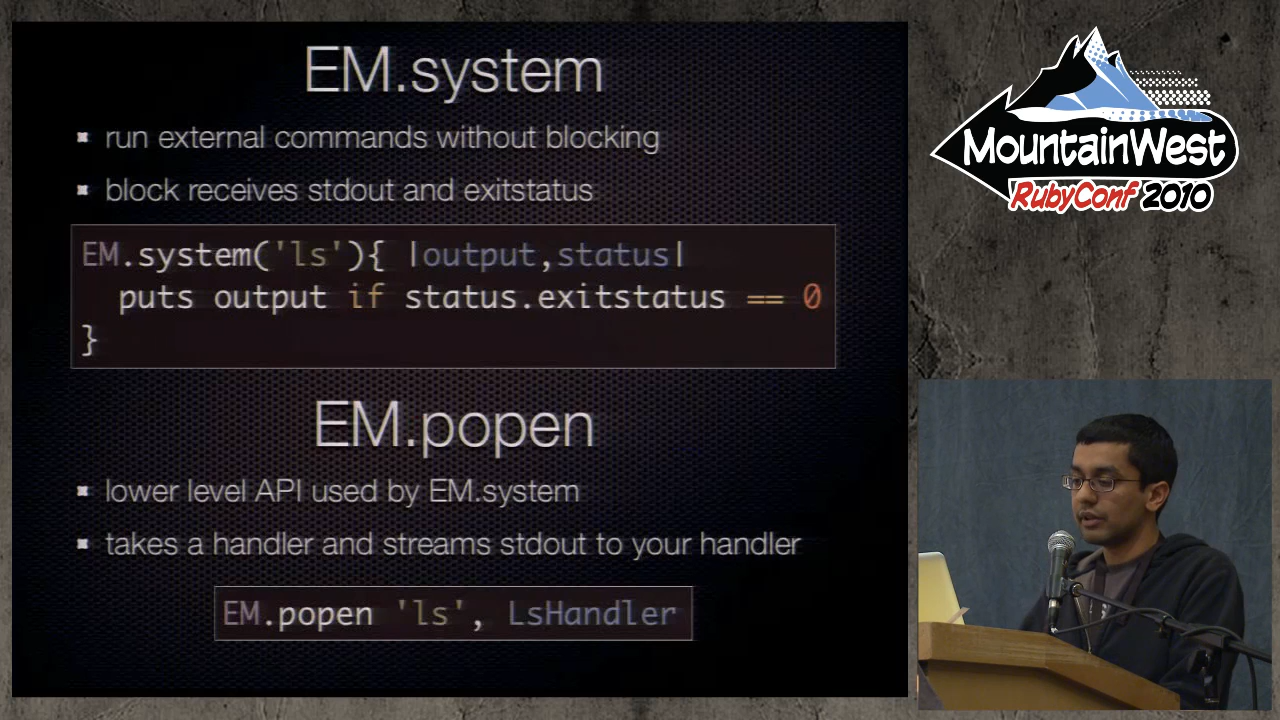 EM.system
run external commands without blocking
block receives stdout and exitstatus
EM.system('ls'){ |output,status|
puts output if status.exitstatus == 0
}
EM.popen
lower level API used by EM.system
takes a handler and streams stdout to your handler
EM.popen 'ls', LsHandler
MountainWest
RubyConf 2010